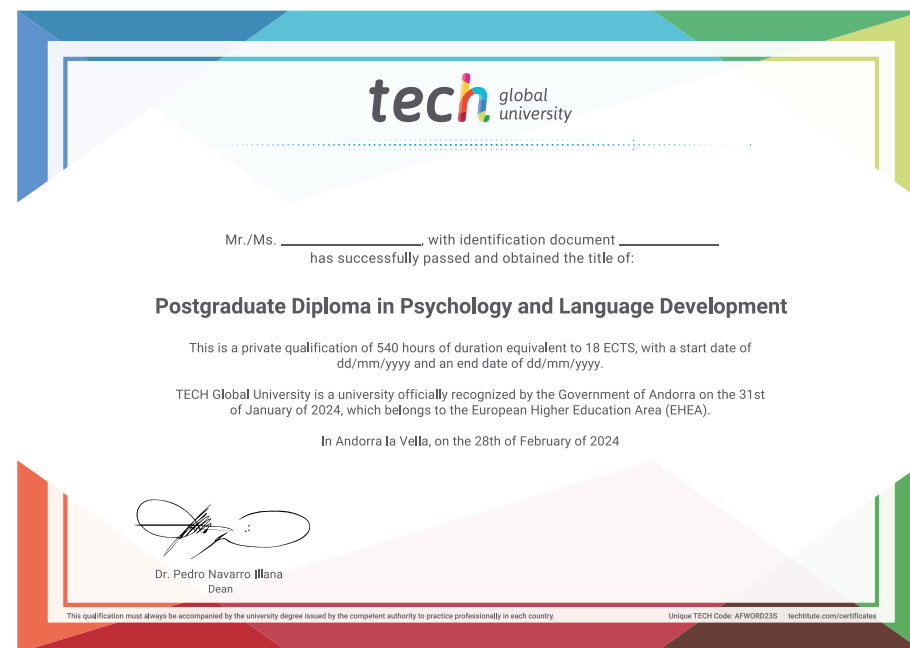 tech global university
Mr./Ms. ____________________, with identification document ______________
has successfully passed and obtained the title of:
Postgraduate Diploma in Psychology and Language Development
This is a private qualification of 540 hours of duration equivalent to 18 ECTS, with a start date of
dd/mm/yyyy and an end date of dd/mm/yyyy.
TECH Global University is a university officially recognized by the Government of Andorra on the 31st
of January of 2024, which belongs to the European Higher Education Area (EHEA).
In Andorra la Vella, on the 28th of February of 2024
Dr. Pedro Navarro Illana
Dean
This qualification must always be accompanied by the university degree issued by the competent authority to practice professionally in each country.
Unique TECH Code: AFWORD23S techtitute.com/certificates